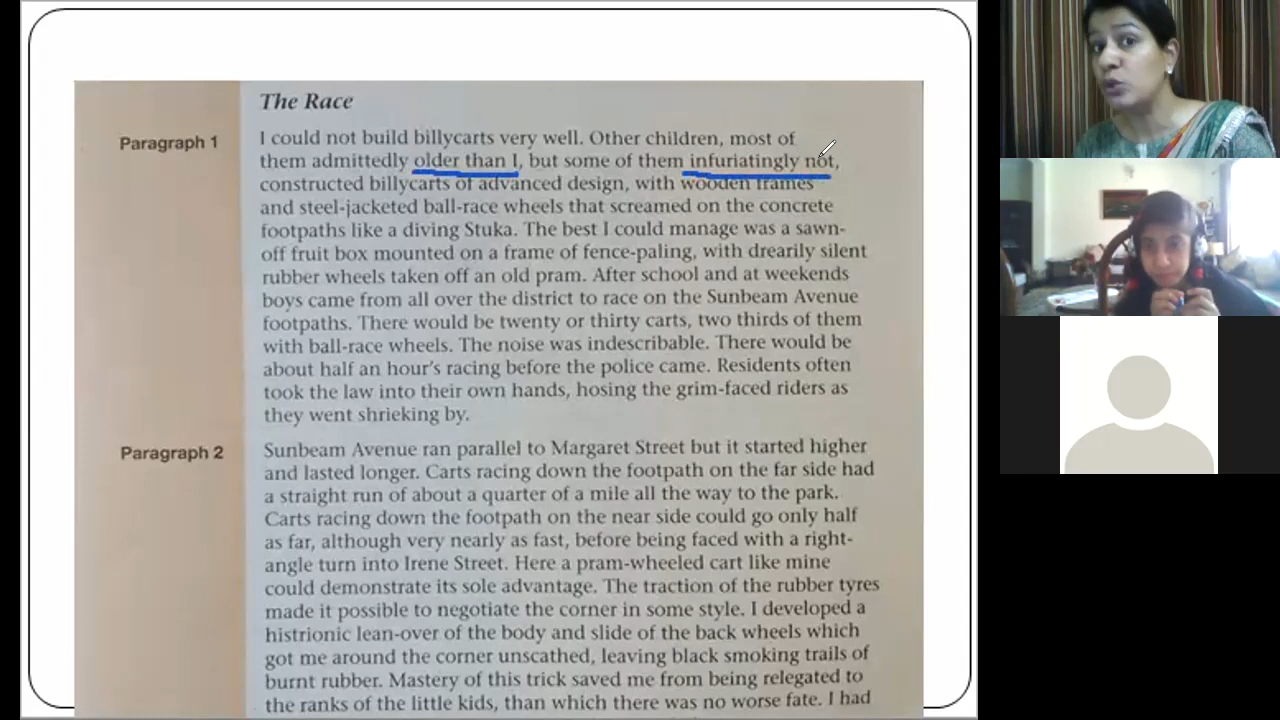 The Race
Paragraph 1
I could not build billycarts very well. Other children, most of
them admittedly older than I, but some of them infuriatingly not,
constructed billycarts of advanced design, with wooden frames
and steel-jacketed ball-race wheels that screamed on the concrete
footpaths like a diving Stuka. The best I could manage was a sawn-
off fruit box mounted on a frame of fence-paling, with drearily silent
rubber wheels taken off an old pram. After school and at weekends
boys came from all over the district to race on the Sunbeam Avenue
footpaths. There would be twenty or thirty carts, two thirds of them
with ball-race wheels. The noise was indescribable. There would be
about half an hour's racing before the police came. Residents often
took the law into their own hands, hosing the grim-faced riders as
they went shrieking by.
Paragraph 2
Sunbeam Avenue ran parallel to Margaret Street but it started higher
and lasted longer. Carts racing down the footpath on the far side had
a straight run of about a quarter of a mile all the way to the park.
Carts racing down the footpath on the near side could go only half
as far, although very nearly as fast, before being faced with a right-
angle turn into Irene Street. Here a pram-wheeled cart like mine
could demonstrate its sole advantage. The traction of the rubber tyres
made it possible to negotiate the corner in some style. I developed a
histrionic lean-over of the body and slide of the back wheels which
got me around the corner unscathed, leaving black smoking trails of
burnt rubber. Mastery of this trick saved me from being relegated to
the ranks of the little kids, than which there was no worse fate. I had